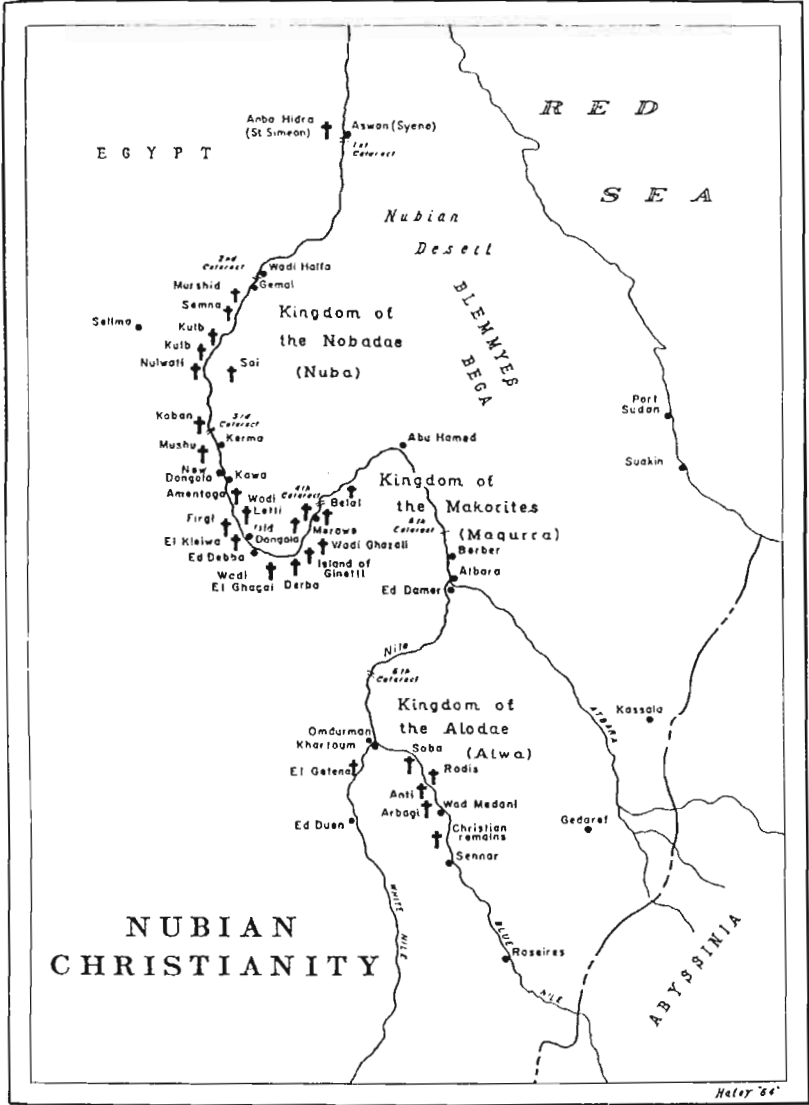 RED
SEA
Anba Hidra
(St Simeon)
Aswan (Syene)
1st
Cataract
EGYPT
Nubian
Desert
2nd
Cataract
Wadi Halfa
Murshid
Gemal
Semna
Selima
Kulb
Kulb
Nulwati
Sai
Kingdom of
the Nobadae
(Nuba)
BLEMMYES
BEGA
Port
Sudan
Suakin
Koban
3rd
Cataract
Kerma
Mushu
New
Dongola
Kawa
Amentogo
Wadi
Letti
Firgi
Old
Dongola
El Kleiwa
Ed Debba
Wadi
El Ghaçai
Derba
4th
Cataract
Belal
Merowe
Wadi Ghazali
Island of
Ginetti
Abu Hamed
Kingdom of
the Makorites
(Maqurra)
5th
Cataract
Berber
Atbara
Ed Damer
Nile
6th
Cataract
Kingdom of
the Alodae
(Alwa)
ATBARA
Kassala
Omdurman
Khartoum
Soba
El Getena
Rodis
Anti
Arbagi
Wad Medani
Ed Duen
Christian
remains
Gedaref
Sennar
WHITE NILE
BLUE
NILE
Roseires
ABYSSINIA
NUBIAN
CHRISTIANITY
Haley '64'